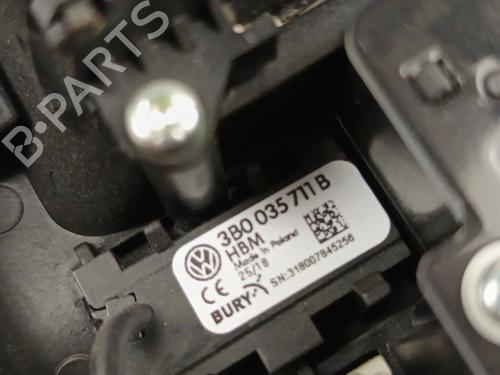 B-PARTS
3B0 035 711 B
HBM
Made in Poland
25/18
CE
BURY
SN:318007845256